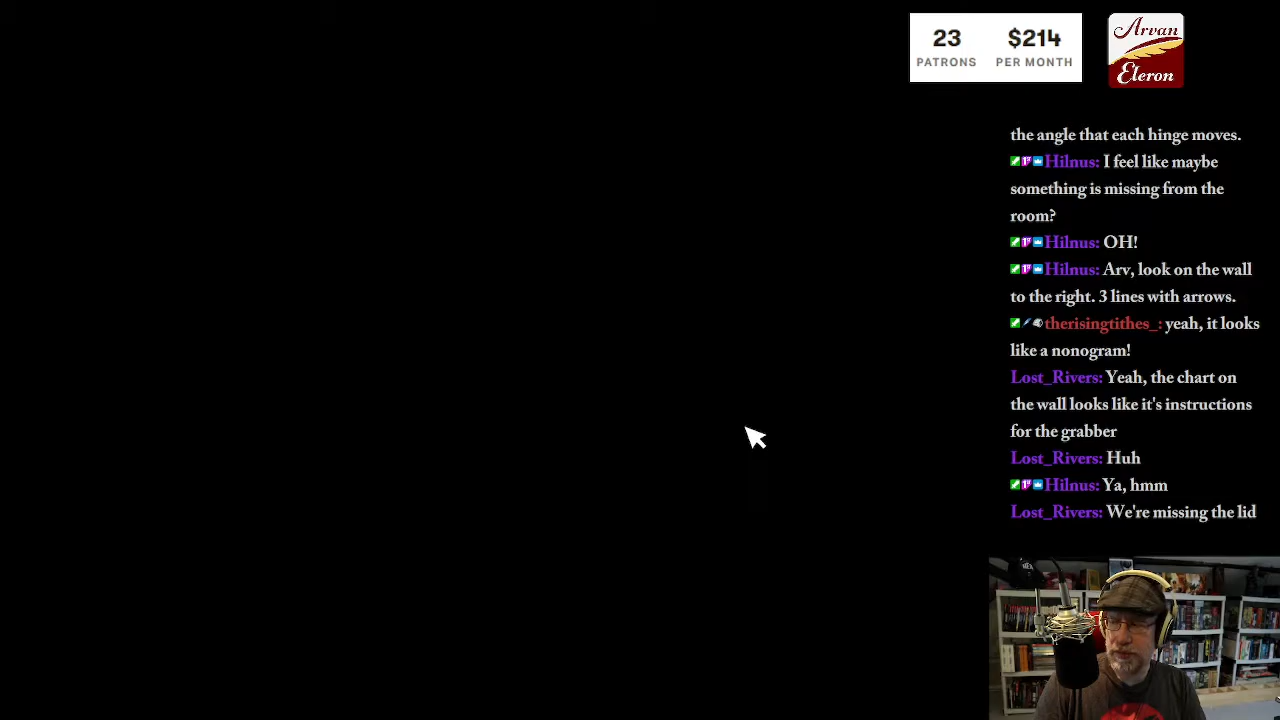 23
PATRONS
$214
PER MONTH
Arvan
Eleron
the angle that each hinge moves.
Hilnus: I feel like maybe
something is missing from the
room?
Hilnus: OH!
Hilnus: Arv, look on the wall
to the right. 3 lines with arrows.
therisingtithes_: yeah, it looks
like a nonogram!
Lost_Rivers: Yeah, the chart on
the wall looks like it's instructions
for the grabber
Lost_Rivers: Huh
Hilnus: Ya, hmm
Lost_Rivers: We're missing the lid